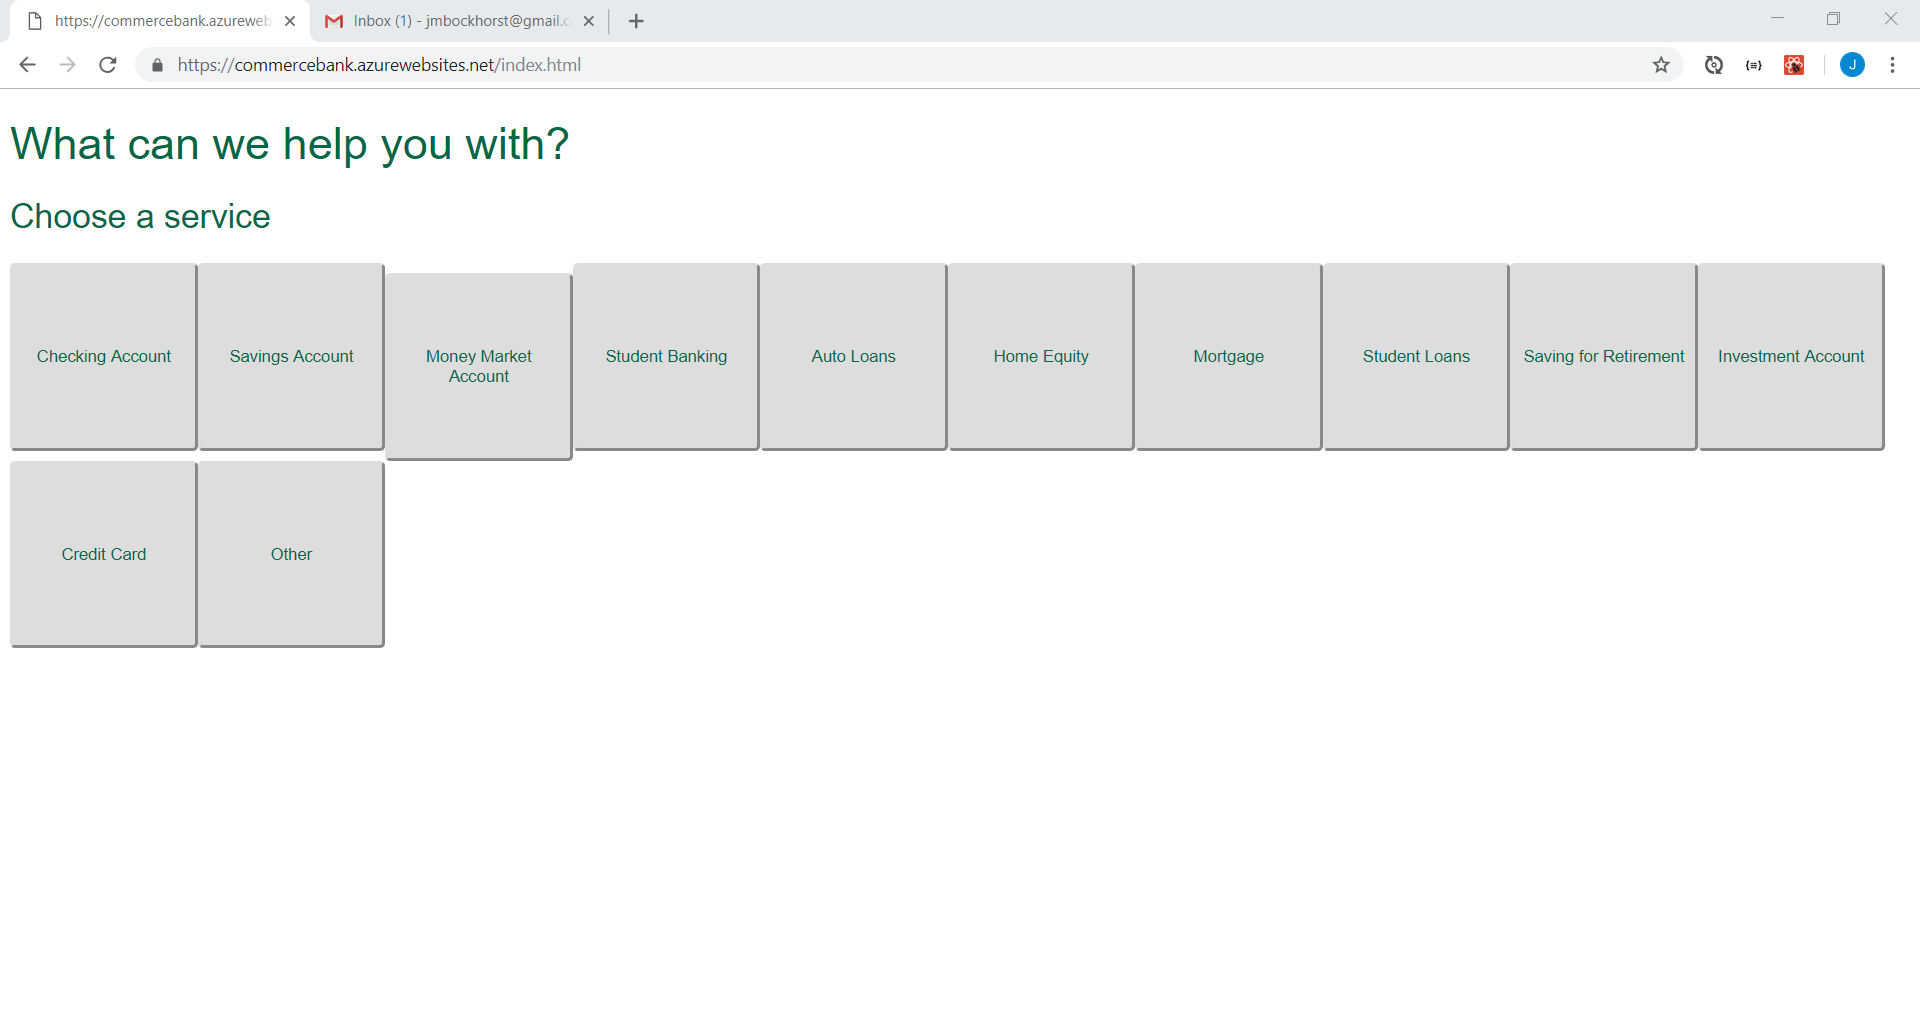 https://commercebank.azureweb
Inbox (1) - jmbockhorst@gmail.c
https://commercebank.azurewebsites.net/index.html
J
What can we help you with?
Choose a service
Checking Account
Savings Account
Money Market
Account
Student Banking
Auto Loans
Home Equity
Mortgage
Student Loans
Saving for Retirement
Investment Account
Credit Card
Other